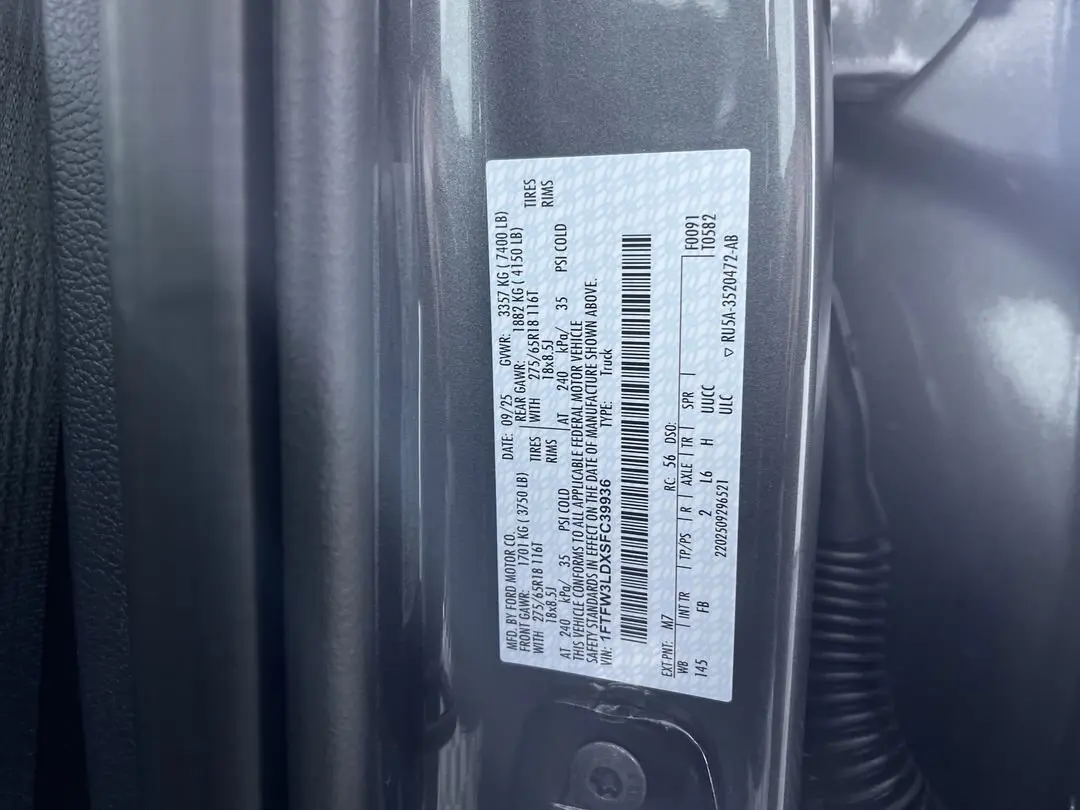 MFD. BY FORD MOTOR CO. DATE: 09/25 GVWR: 3357 KG ( 7400 LB)
FRONT GAWR: 1701 KG ( 3750 LB) REAR GAWR: 1882 KG ( 4150 LB)
WITH 275/65R18 116T TIRES WITH 275/65R18 116T TIRES
18x8.5J RIMS 18x8.5J RIMS
AT 240 kPa/ 35 PSI COLD AT 240 kPa/ 35 PSI COLD
THIS VEHICLE CONFORMS TO ALL APPLICABLE FEDERAL MOTOR VEHICLE
SAFETY STANDARDS IN EFFECT ON THE DATE OF MANUFACTURE SHOWN ABOVE.
VIN: 1FTFW3LDXSFC39936 TYPE: Truck
EXT PNT: M7 RC: 56 DSO: F0091
WB INT TR TP/PS R AXLE TR SPR T0582
145 FB 2 L6 H UUCC
2202509296521 ULC ▽ RU5A-3520472-AB